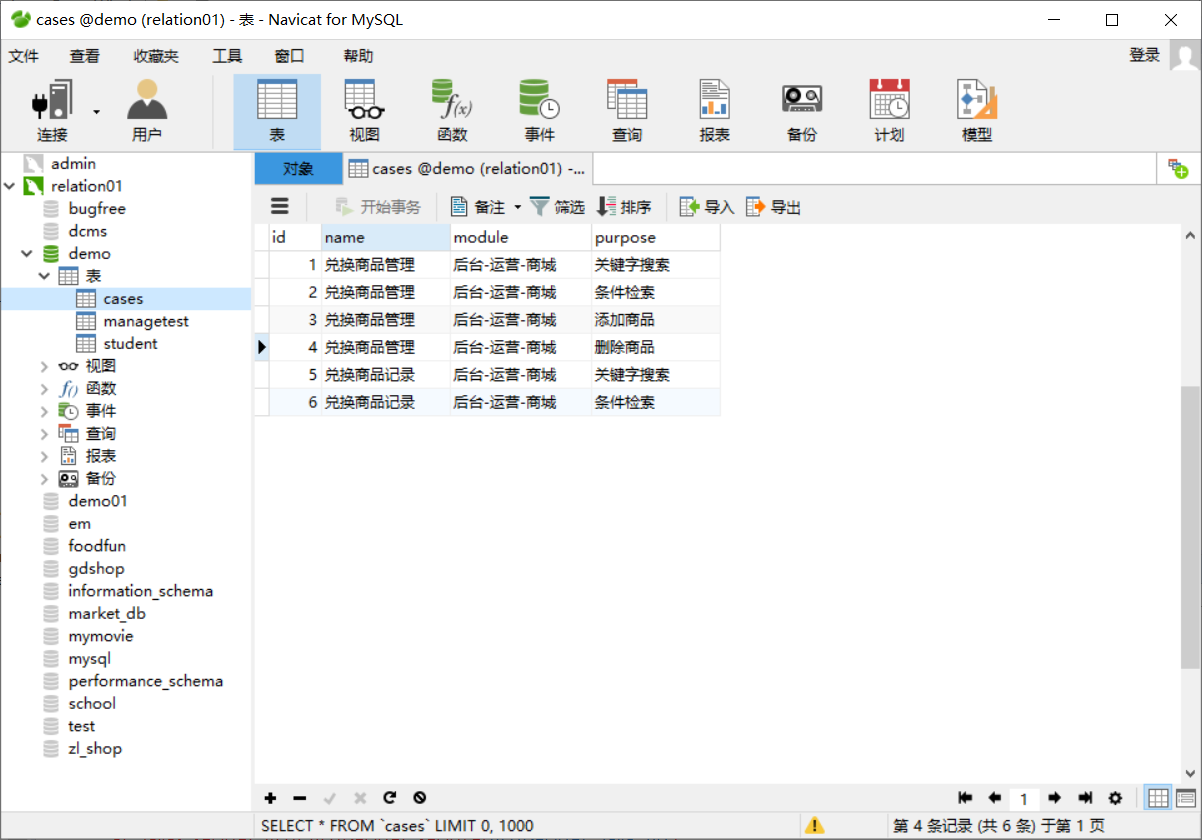 cases @demo (relation01) - 表 - Navicat for MySQL
文件 查看 收藏夹 工具 窗口 帮助 登录
连接 用户 表 视图 函数 事件 查询 报表 备份 计划 模型
admin
relation01
bugfree
dcms
demo
表
cases
managetest
student
视图
函数
事件
查询
报表
备份
demo01
em
foodfun
gdshop
information_schema
market_db
mymovie
mysql
performance_schema
school
test
zl_shop
对象 cases @demo (relation01) -...
开始事务 备注 筛选 排序 导入 导出
id name module purpose
1 兑换商品管理 后台-运营-商城 关键字搜索
2 兑换商品管理 后台-运营-商城 条件检索
3 兑换商品管理 后台-运营-商城 添加商品
4 兑换商品管理 后台-运营-商城 删除商品
5 兑换商品记录 后台-运营-商城 关键字搜索
6 兑换商品记录 后台-运营-商城 条件检索
1
SELECT * FROM `cases` LIMIT 0, 1000 第 4 条记录 (共 6 条) 于第 1 页